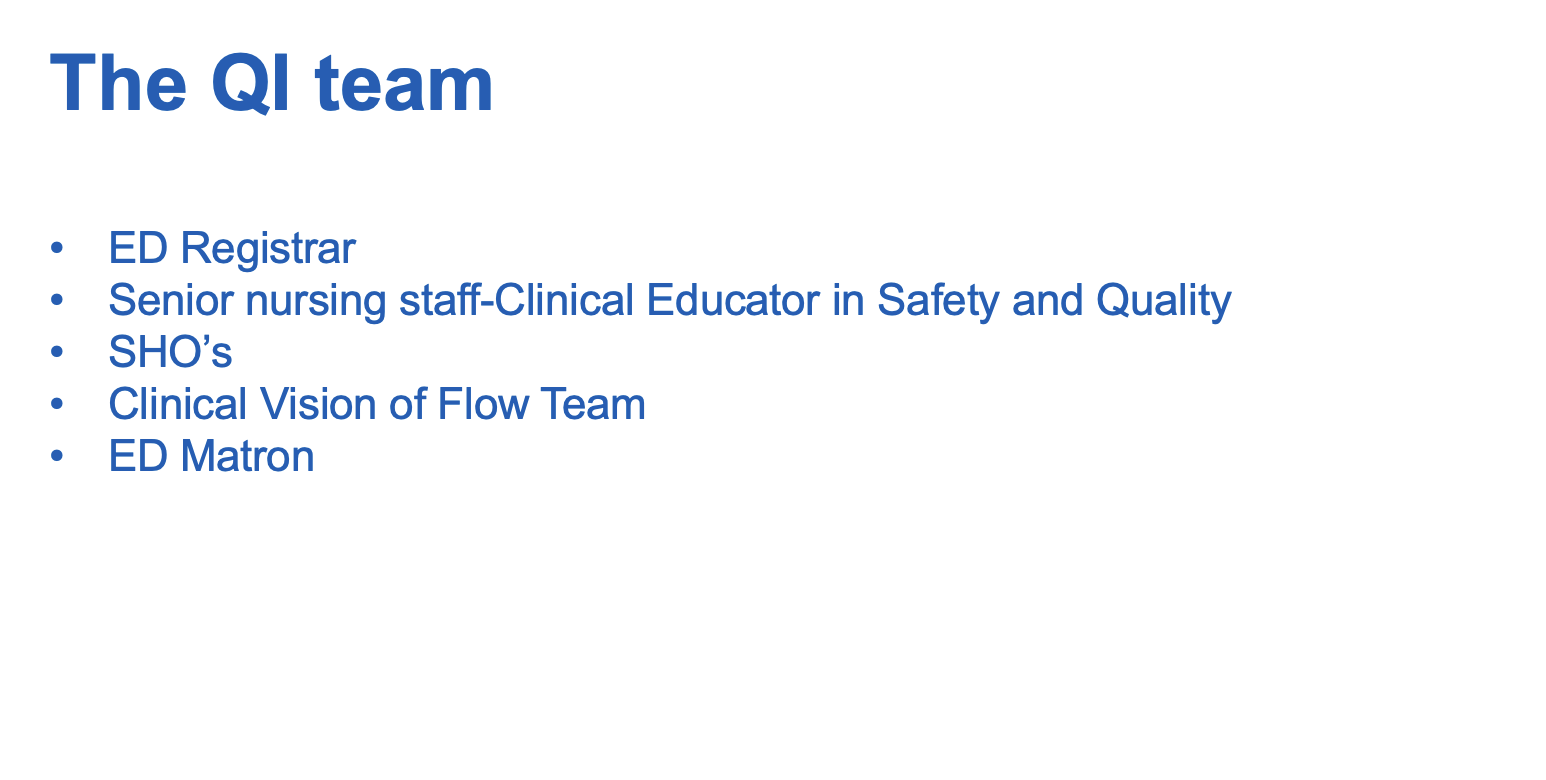 The QI team
• ED Registrar
• Senior nursing staff-Clinical Educator in Safety and Quality
• SHO’s
• Clinical Vision of Flow Team
• ED Matron